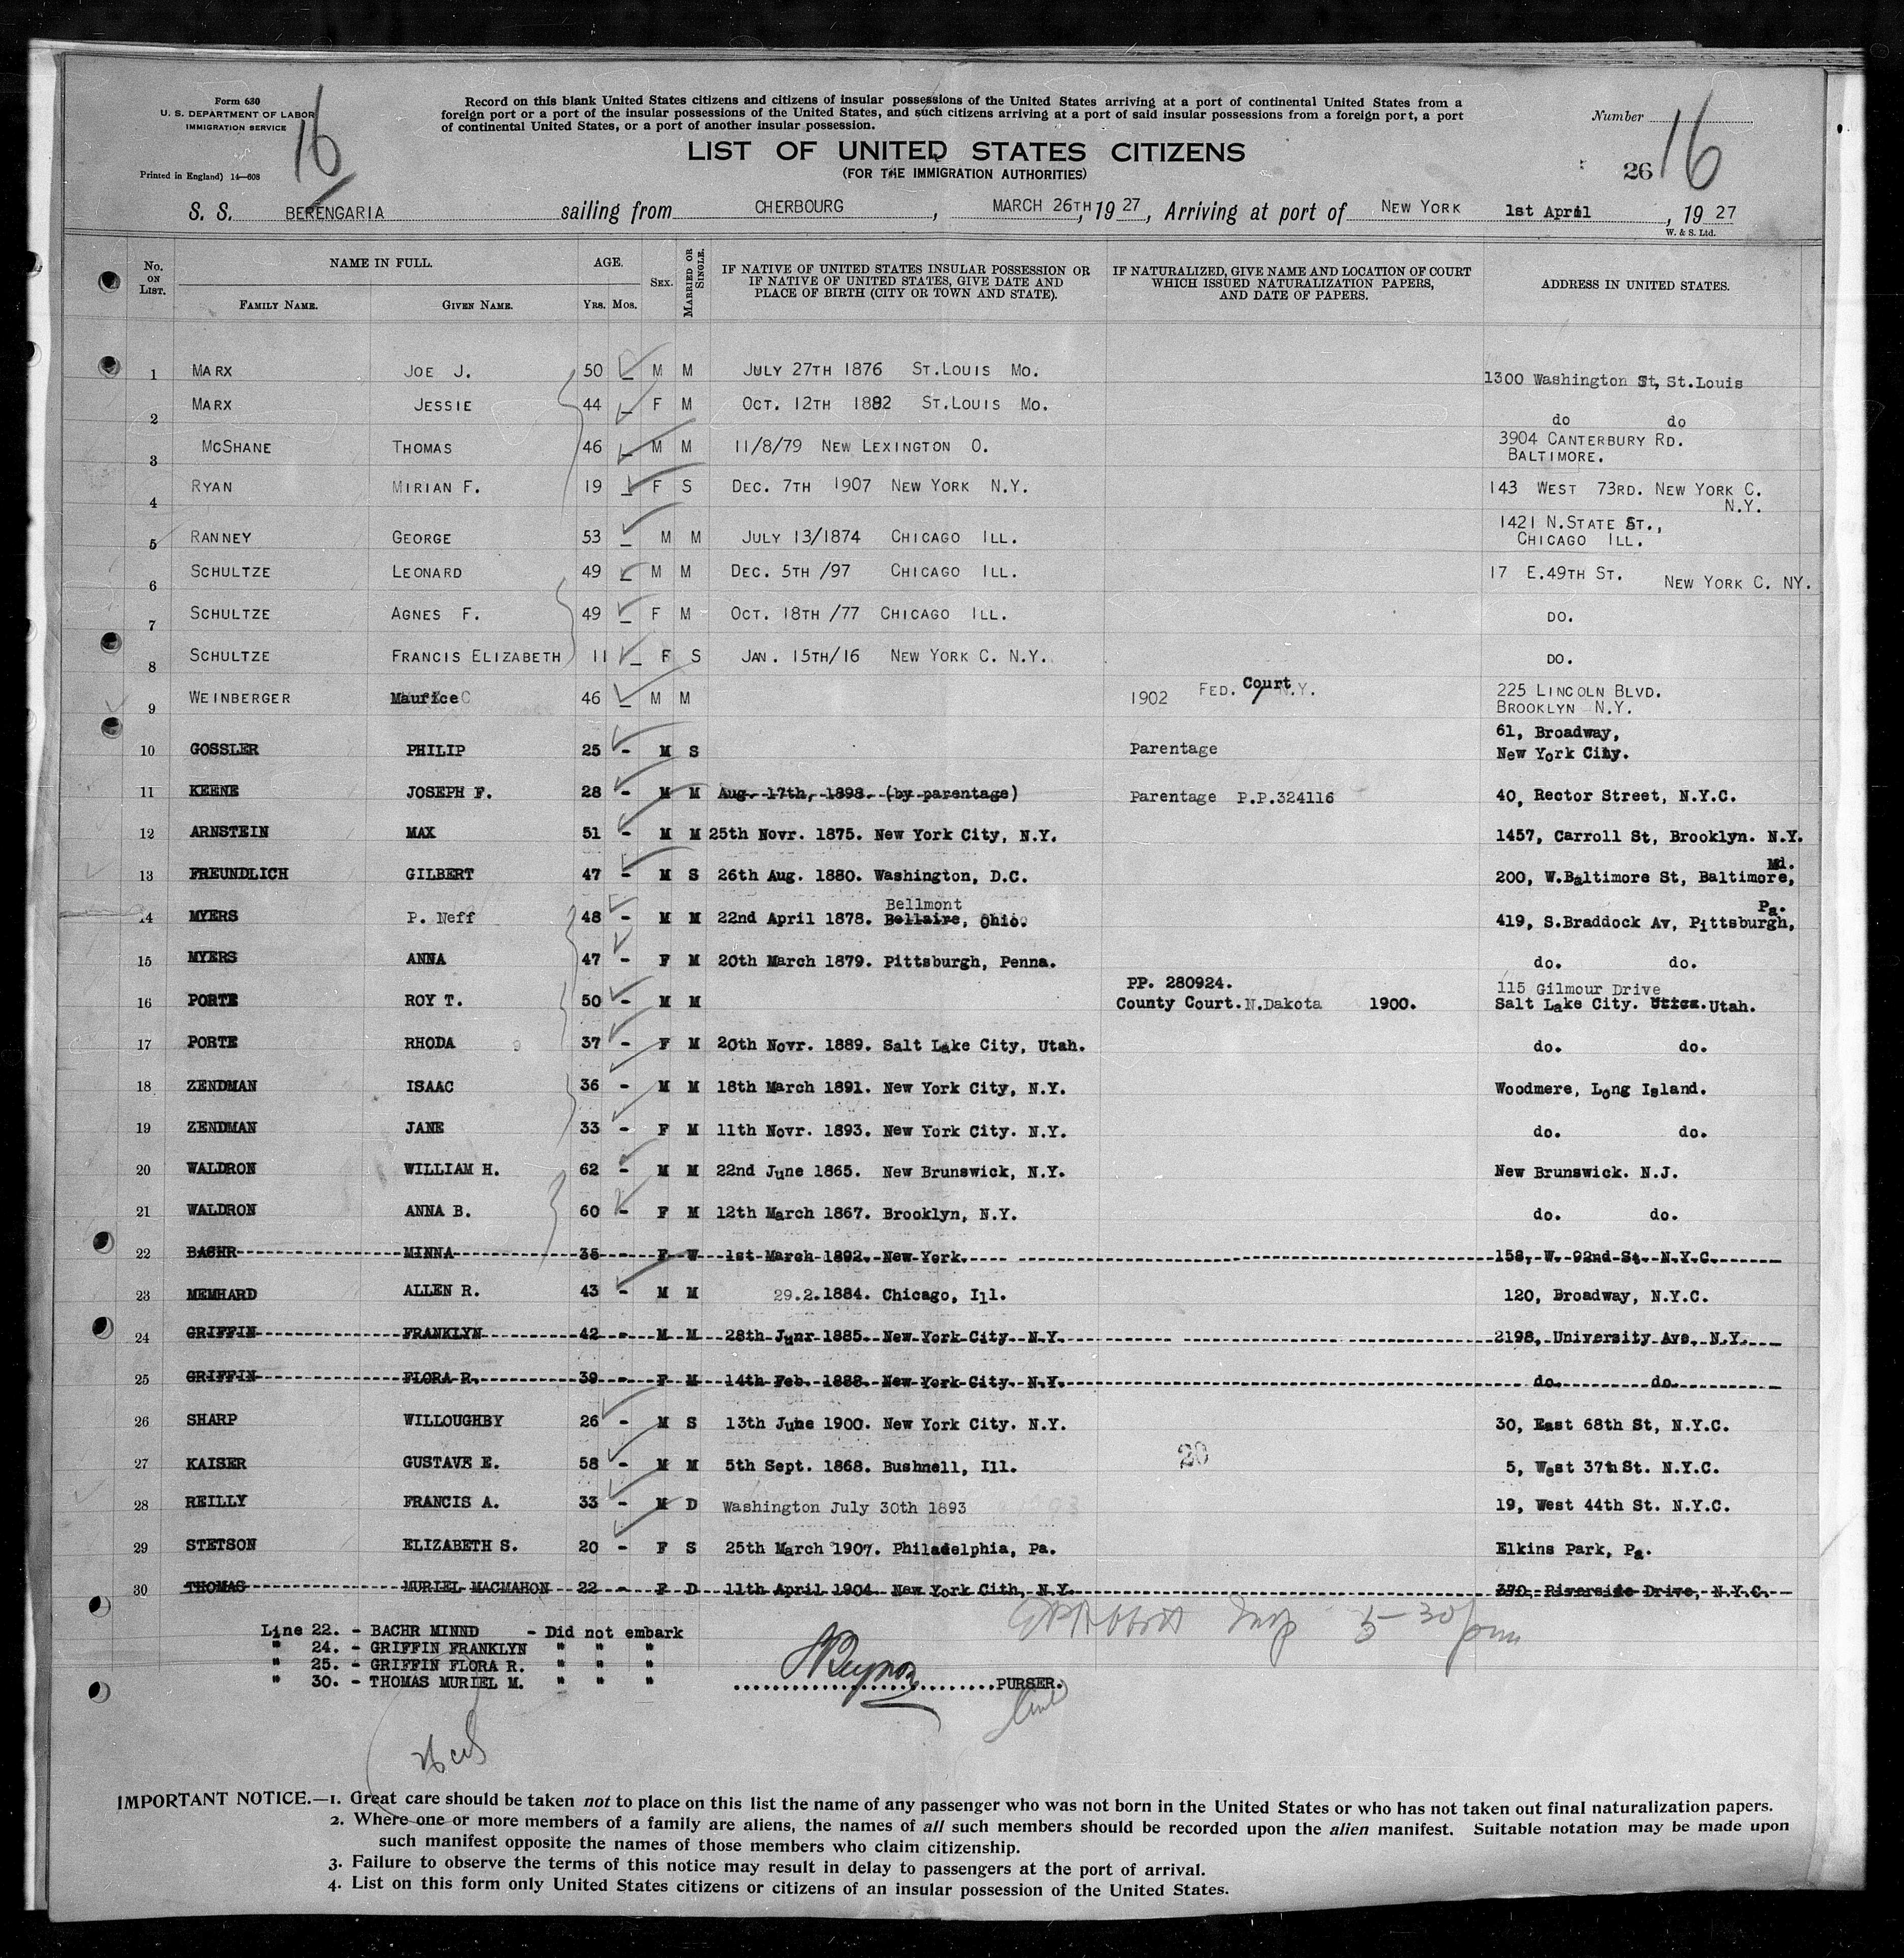 Form 630
U. S. DEPARTMENT OF LABOR
IMMIGRATION SERVICE
16
Printed in England) 14—608
Record on this blank United States citizens and citizens of insular possessions of the United States arriving at a port of continental United States from a
foreign port or a port of the insular possessions of the United States, and such citizens arriving at a port of said insular possessions from a foreign port, a port
of continental United States, or a port of another insular possession.
LIST OF UNITED STATES CITIZENS
(FOR THE IMMIGRATION AUTHORITIES)
Number
26 16
S. S. BERENGARIA sailing from CHERBOURG, MARCH 26TH, 1927, Arriving at port of NEW YORK 1st April, 1927
W. & S. Ltd.
No. ON LIST. NAME IN FULL. AGE. SEX. MARRIED OR SINGLE. IF NATIVE OF UNITED STATES INSULAR POSSESSION OR IF NATIVE OF UNITED STATES, GIVE DATE AND PLACE OF BIRTH (CITY OR TOWN AND STATE). IF NATURALIZED, GIVE NAME AND LOCATION OF COURT WHICH ISSUED NATURALIZATION PAPERS, AND DATE OF PAPERS. ADDRESS IN UNITED STATES.
FAMILY NAME. GIVEN NAME. YRS. MOS.
1 MARX JOE J. 50 – M M JULY 27TH 1876 ST.LOUIS MO. 1300 Washington St, St.Louis
2 MARX JESSIE 44 – F M OCT. 12TH 1882 ST.LOUIS MO. do do
3 MCSHANE THOMAS 46 – M M 11/8/79 NEW LEXINGTON O. 3904 CANTERBURY RD. BALTIMORE.
4 RYAN MIRIAN F. 19 – F S DEC. 7TH 1907 NEW YORK N.Y. 143 WEST 73RD. NEW YORK C. N.Y.
5 RANNEY GEORGE 53 – M M JULY 13/1874 CHICAGO ILL. 1421 N.STATE ST., CHICAGO ILL.
6 SCHULTZE LEONARD 49 – M M DEC. 5TH /97 CHICAGO ILL. 17 E.49TH ST. NEW YORK C. NY.
7 SCHULTZE AGNES F. 49 – F M OCT. 18TH /77 CHICAGO ILL. DO.
8 SCHULTZE FRANCIS ELIZABETH 11 – F S JAN. 15TH/16 NEW YORK C. N.Y. DO.
9 WEINBERGER Maurice 46 – M M 1902 FED. Court N.Y. 225 LINCOLN BLVD. BROOKLYN N.Y.
10 GOSSLER PHILIP 25 - M S Parentage 61, Broadway, New York City.
11 KEENE JOSEPH F. 28 - M M Aug. 17th, 1898. (by parentage) Parentage P.P.324116 40, Rector Street, N.Y.C.
12 ARNSTEIN MAX 51 - M M 25th Novr. 1875. New York City, N.Y. 1457, Carroll St, Brooklyn. N.Y.
13 FREUNDLICH GILBERT 47 - M S 26th Aug. 1880. Washington, D.C. 200, W.Baltimore St, Baltimore, Md.
14 MYERS P. Neff 48 - M M 22nd April 1878. Bellaire, Bellmont Ohio. 419, S.Braddock Av, Pittsburgh, Pa.
15 MYERS ANNA 47 - F M 20th March 1879. Pittsburgh, Penna. do. do.
16 PORTE ROY T. 50 - M M PP. 280924. County Court. N.Dakota 1900. 115 Gilmour Drive Salt Lake City. Utica. Utah.
17 PORTE RHODA 37 - F M 20th Novr. 1889. Salt Lake City, Utah. do. do.
18 ZENDMAN ISAAC 36 - M M 18th March 1891. New York City, N.Y. Woodmere, Long Island.
19 ZENDMAN JANE 33 - F M 11th Novr. 1893. New York City. N.Y. do. do.
20 WALDRON WILLIAM H. 62 - M M 22nd June 1865. New Brunswick, N.Y. New Brunswick. N.J.
21 WALDRON ANNA B. 60 - F M 12th March 1867. Brooklyn, N.Y. do. do.
22 BACHR MINNA 35 - F W 1st March 1892. New York. 158, W. 92nd St. N.Y.C.
23 MEMHARD ALLEN R. 43 - M M 29.2.1884. Chicago, Ill. 120, Broadway, N.Y.C.
24 GRIFFIN FRANKLYN 42 - M M 28th Junr 1885. New York City. N.Y. 2198, University Ave, N.Y.
25 GRIFFIN FLORA R. 39 - F M 14th Feb. 1888. New York City. N.Y. do. do.
26 SHARP WILLOUGHBY 26 - M S 13th June 1900. New York City. N.Y. 30, East 68th St, N.Y.C.
27 KAISER GUSTAVE E. 58 - M M 5th Sept. 1868. Bushnell, Ill. 20 5, West 37th St. N.Y.C.
28 REILLY FRANCIS A. 33 - M D Washington July 30th 1893 19, West 44th St. N.Y.C.
29 STETSON ELIZABETH S. 20 - F S 25th March 1907. Philadelphia, Pa. Elkins Park, Pa.
30 THOMAS MURIEL MACMAHON 22 - F D 11th April 1904 New York Cith, N.Y. 370, Riverside Drive, N.Y.C.
Line 22. - BACHR MINND - Did not embark
" 24. - GRIFFIN FRANKLYN " " "
" 25. - GRIFFIN FLORA R. " " "
" 30. - THOMAS MURIEL M. " " "
Insp 5-30 pm
PURSER.
IMPORTANT NOTICE.—1. Great care should be taken not to place on this list the name of any passenger who was not born in the United States or who has not taken out final naturalization papers.
2. Where one or more members of a family are aliens, the names of all such members should be recorded upon the alien manifest. Suitable notation may be made upon
such manifest opposite the names of those members who claim citizenship.
3. Failure to observe the terms of this notice may result in delay to passengers at the port of arrival.
4. List on this form only United States citizens or citizens of an insular possession of the United States.